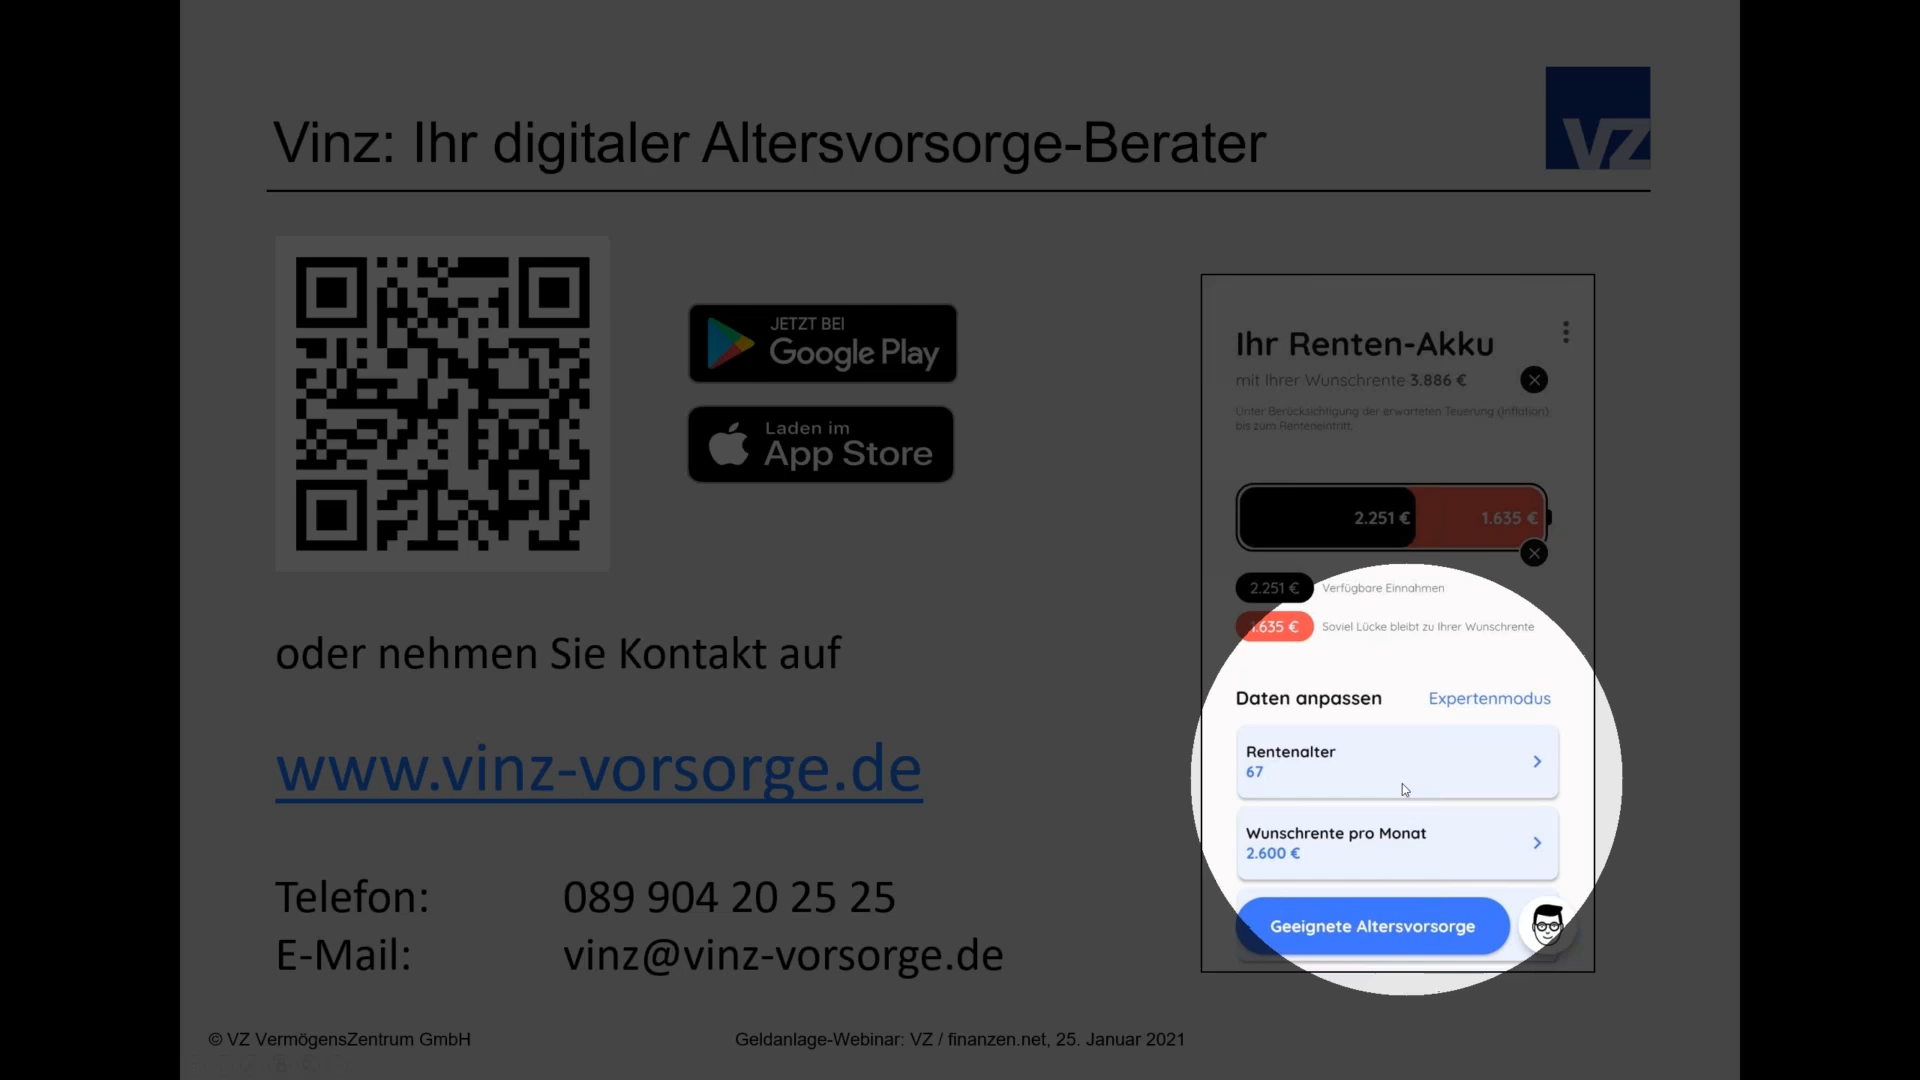 Vinz: Ihr digitaler Altersvorsorge-Berater
VZ
JETZT BEI
Google Play
Laden im
App Store
oder nehmen Sie Kontakt auf
www.vinz-vorsorge.de
Telefon: 089 904 20 25 25
E-Mail: vinz@vinz-vorsorge.de
Ihr Renten-Akku
mit Ihrer Wunschrente 3.886 €
Unter Berücksichtigung der erwarteten Teuerung (Inflation)
bis zum Renteneintritt.
2.251 € 1.635 €
2.251 € Verfügbare Einnahmen
1.635 € Soviel Lücke bleibt zu Ihrer Wunschrente
Daten anpassen Expertenmodus
Rentenalter
67
Wunschrente pro Monat
2.600 €
Geeignete Altersvorsorge
© VZ VermögensZentrum GmbH
Geldanlage-Webinar: VZ / finanzen.net, 25. Januar 2021